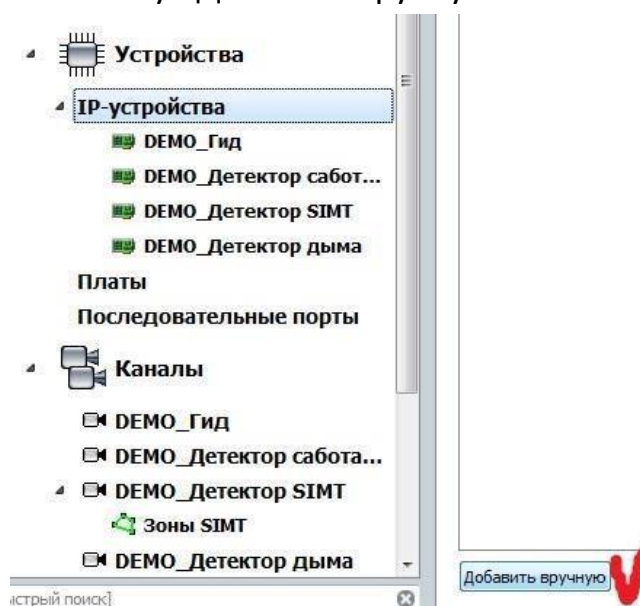 Устройства
IP-устройства
DEMO_Гид
DEMO_Детектор сабот...
DEMO_Детектор SIMT
DEMO_Детектор дыма
Платы
Последовательные порты
Каналы
DEMO_Гид
DEMO_Детектор сабота...
DEMO_Детектор SIMT
Зоны SIMT
DEMO_Детектор дыма
Добавить вручную
поиск]